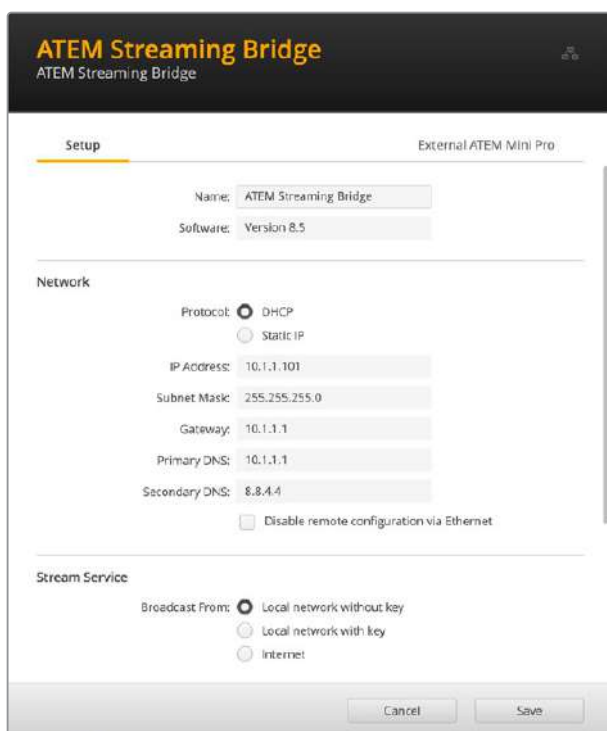 ATEM Streaming Bridge
ATEM Streaming Bridge
Setup External ATEM Mini Pro
Name: ATEM Streaming Bridge
Software: Version 8.5
Network
Protocol: DHCP
Static IP
IP Address: 10.1.1.101
Subnet Mask: 255.255.255.0
Gateway: 10.1.1.1
Primary DNS: 10.1.1.1
Secondary DNS: 8.8.4.4
Disable remote configuration via Ethernet
Stream Service
Broadcast From: Local network without key
Local network with key
Internet
Cancel Save